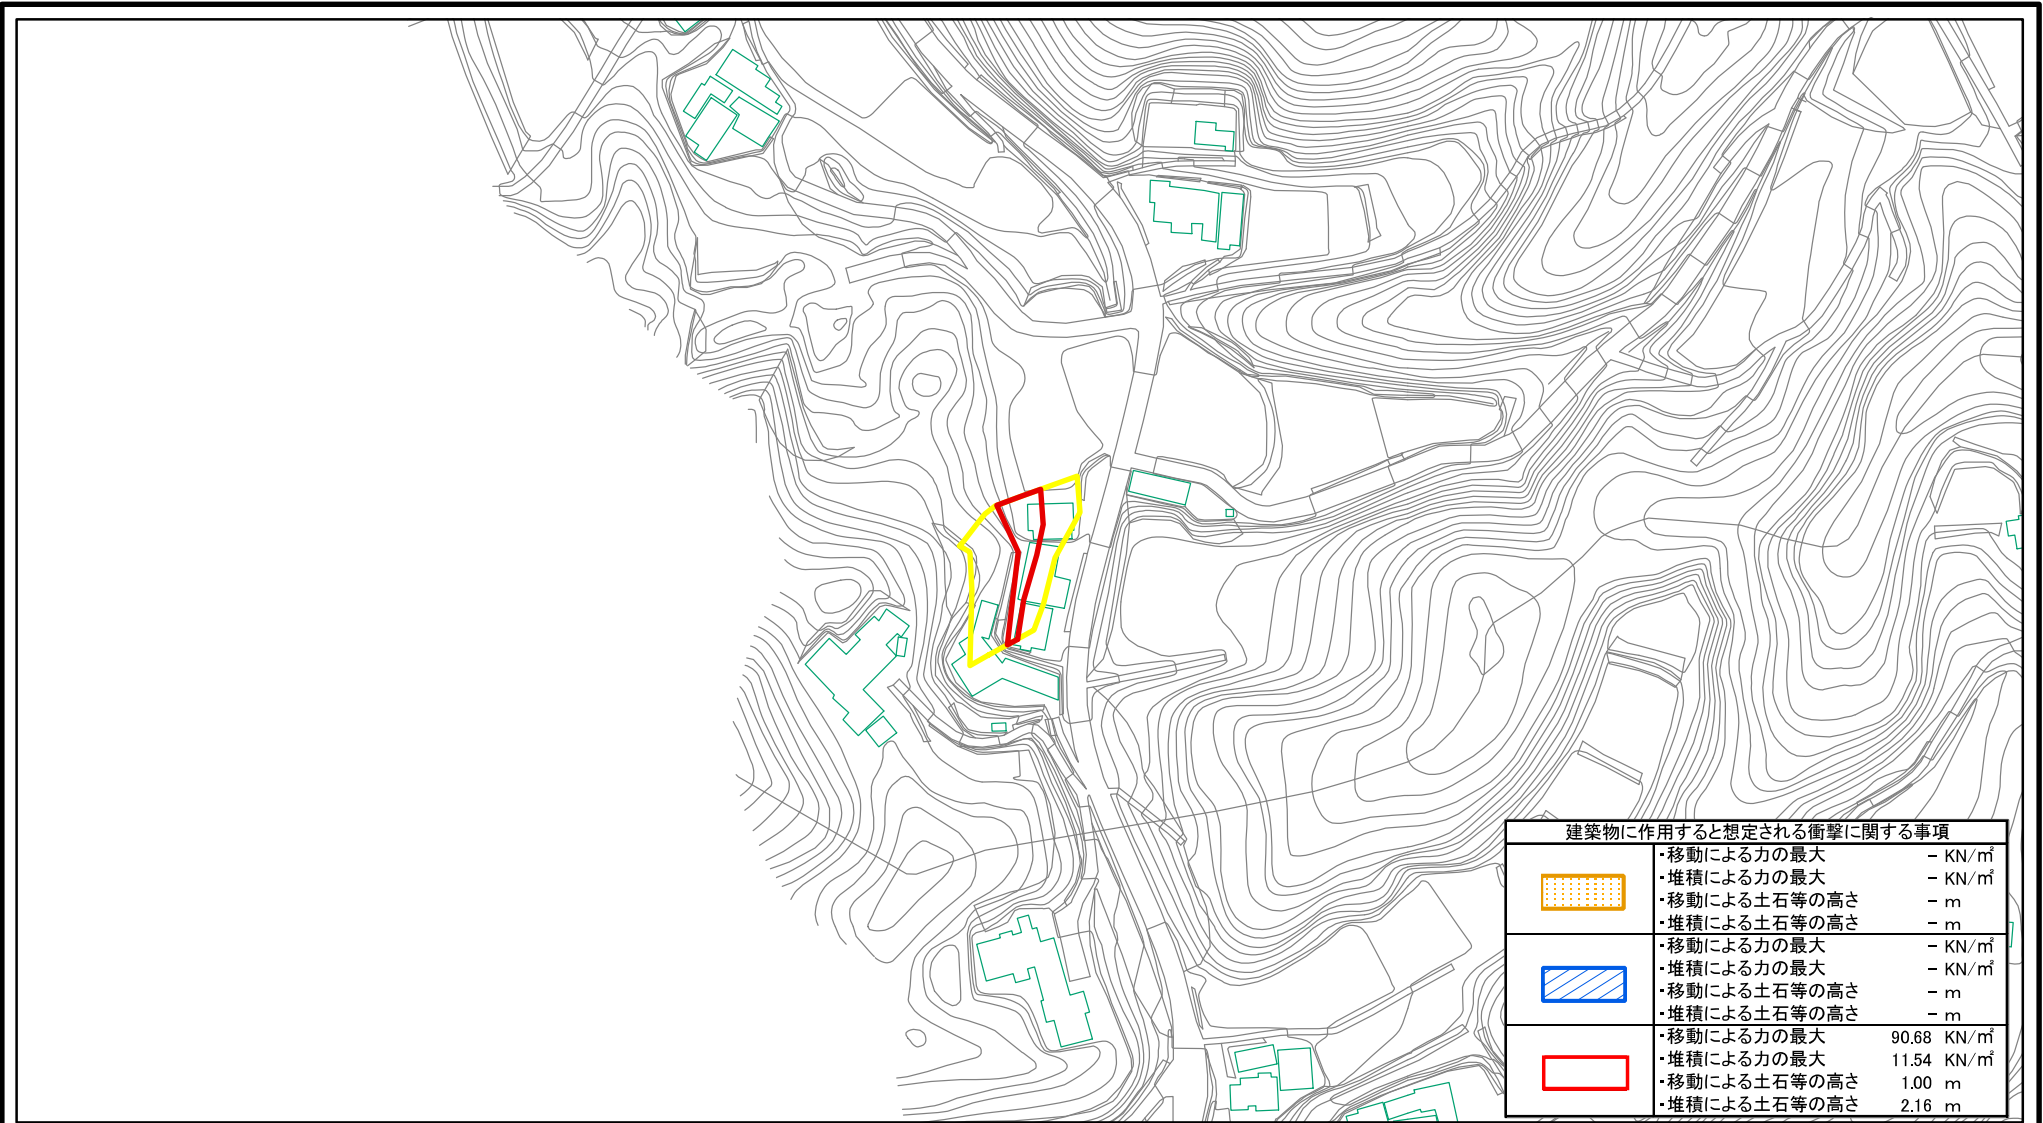 建築物に作用すると想定される衝撃に関する事項
・移動による力の最大 － KN/㎡
・堆積による力の最大 － KN/㎡
・移動による土石等の高さ － m
・堆積による土石等の高さ － m
・移動による力の最大 － KN/㎡
・堆積による力の最大 － KN/㎡
・移動による土石等の高さ － m
・堆積による土石等の高さ － m
・移動による力の最大 90.68 KN/㎡
・堆積による力の最大 11.54 KN/㎡
・移動による土石等の高さ 1.00 m
・堆積による土石等の高さ 2.16 m